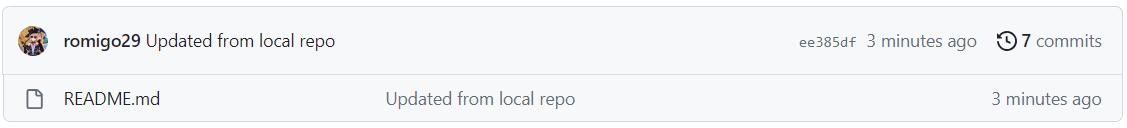 romigo29 Updated from local repo ee385df 3 minutes ago 7 commits
README.md Updated from local repo 3 minutes ago